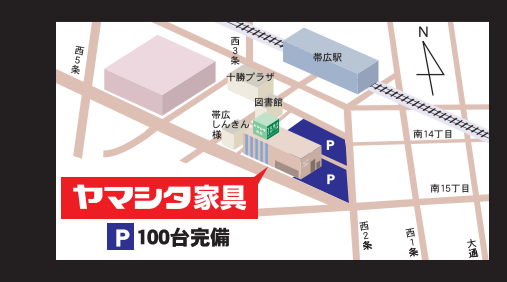 N
西5条
西3条
帯広駅
十勝プラザ
図書館
帯広
しんきん
様
P
南14丁目
P
南15丁目
ヤマシタ家具
P 100台完備
西2条
西1条
大通